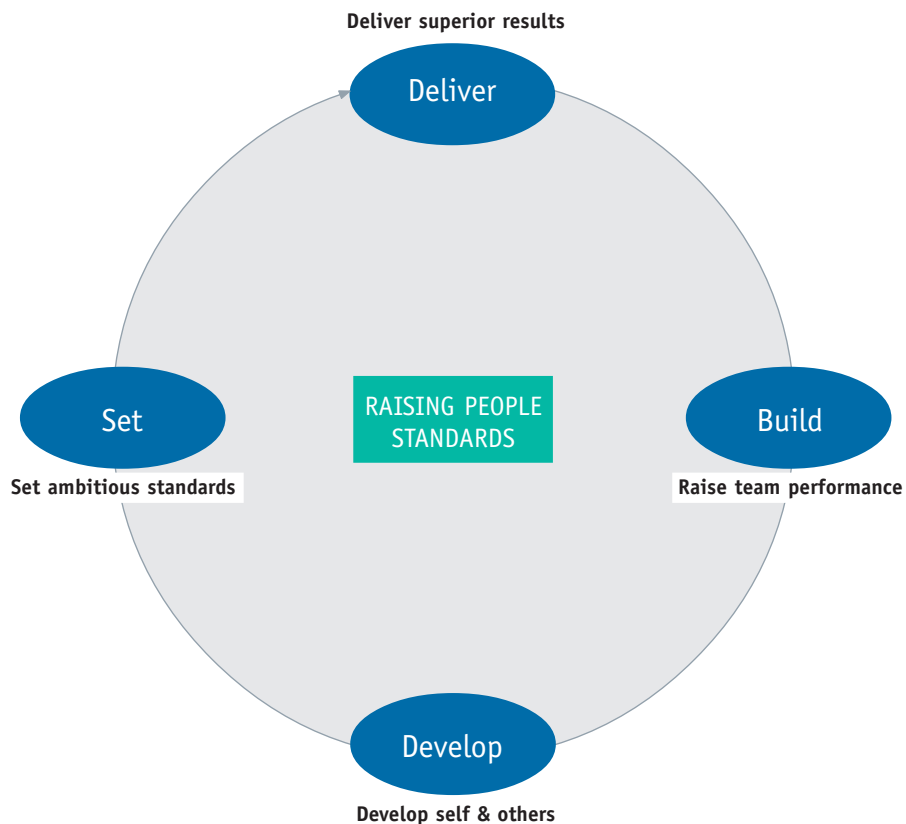 Deliver superior results
Deliver
RAISING PEOPLE
STANDARDS
Set
Set ambitious standards
Build
Raise team performance
Develop
Develop self & others